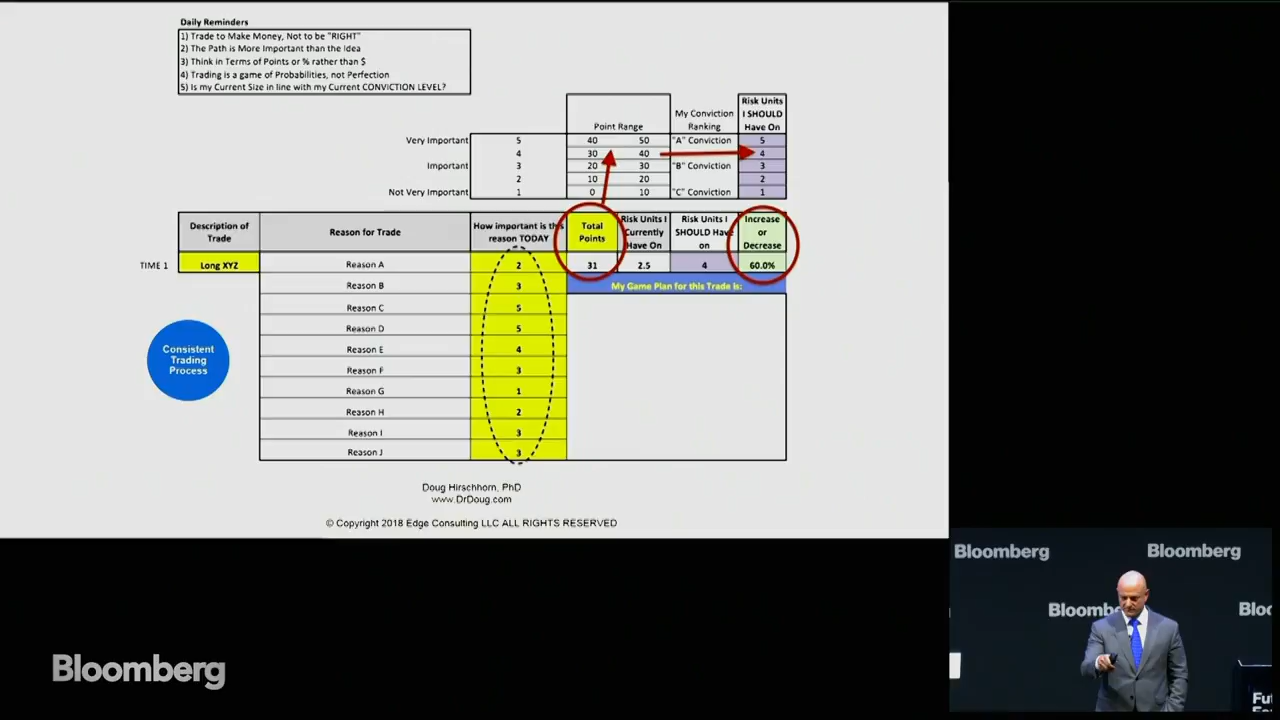 Daily Reminders
1) Trade to Make Money, Not to be "RIGHT"
2) The Path is More Important than the Idea
3) Think in Terms of Points or % rather than $
4) Trading is a game of Probabilities, not Perfection
5) Is my Current Size in line with my Current CONVICTION LEVEL?
Point Range
My Conviction Ranking
Risk Units I SHOULD Have On
Very Important 5 40 50 "A" Conviction 5
4 30 40 4
Important 3 20 30 "B" Conviction 3
2 10 20 2
Not Very Important 1 0 10 "C" Conviction 1
Description of Trade
Reason for Trade
How important is this reason TODAY
Total Points
Risk Units I Currently Have On
Risk Units I SHOULD Have on
Increase or Decrease
TIME 1 Long XYZ Reason A 2 31 2.5 4 60.0%
Reason B 3 My Game Plan for this Trade is:
Reason C 5
Reason D 5
Reason E 4
Reason F 3
Reason G 1
Reason H 2
Reason I 3
Reason J 3
Consistent
Trading
Process
Doug Hirschhorn, PhD
www.DrDoug.com
© Copyright 2018 Edge Consulting LLC ALL RIGHTS RESERVED
Bloomberg
Bloomberg Bloomberg
Bloombe
Bloo
Fu